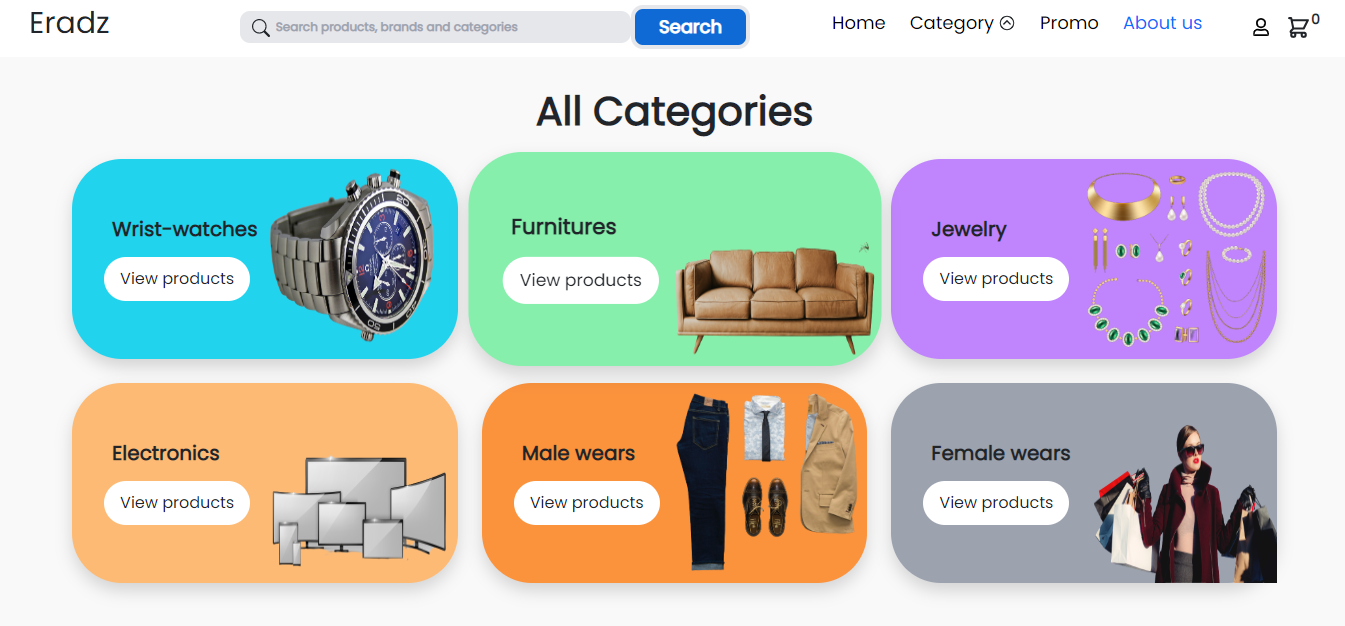 Eradz
Search products, brands and categories
Search
Home
Category
Promo
About us
0
All Categories
Wrist-watches
View products
Furnitures
View products
Jewelry
View products
Electronics
View products
Male wears
View products
Female wears
View products